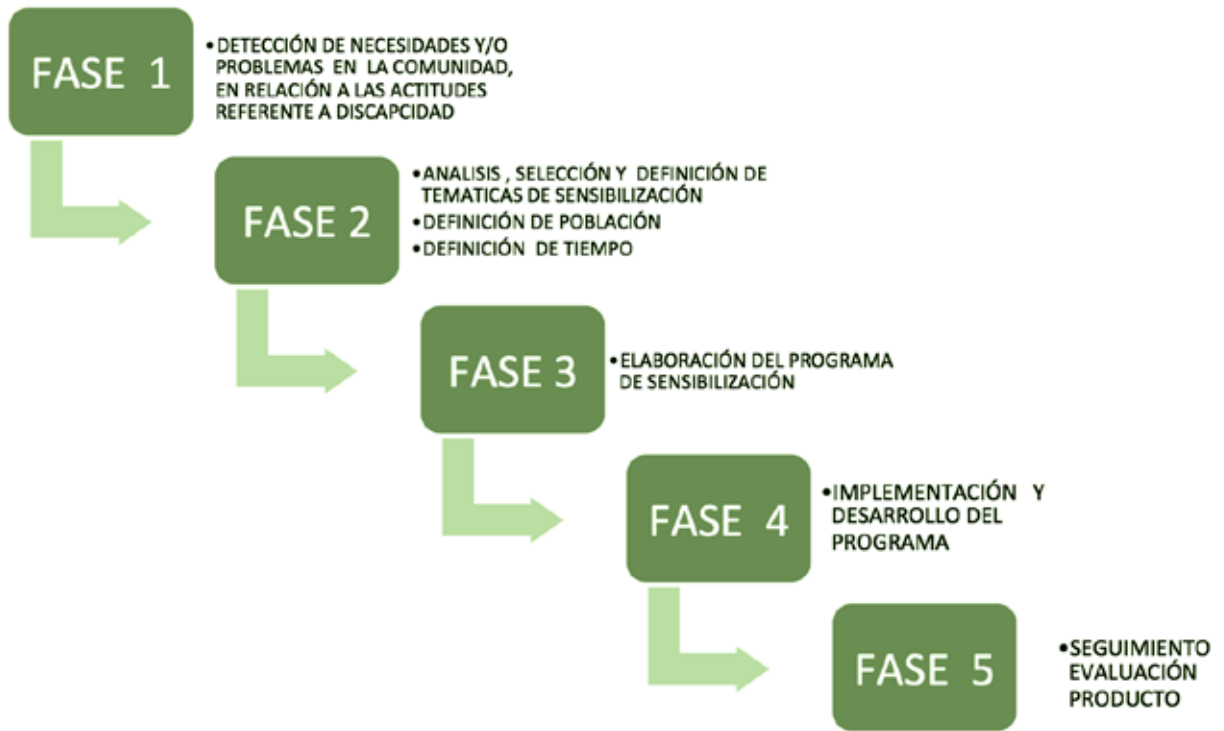 FASE 1
•DETECCIÓN DE NECESIDADES Y/O
PROBLEMAS EN LA COMUNIDAD,
EN RELACIÓN A LAS ACTITUDES
REFERENTE A DISCAPCIDAD
FASE 2
•ANALISIS , SELECCIÓN Y DEFINICIÓN DE
TEMATICAS DE SENSIBILIZACIÓN
•DEFINICIÓN DE POBLACIÓN
•DEFINICIÓN DE TIEMPO
FASE 3
•ELABORACIÓN DEL PROGRAMA
DE SENSIBILIZACIÓN
FASE 4
•IMPLEMENTACIÓN Y
DESARROLLO DEL
PROGRAMA
FASE 5
•SEGUIMIENTO
EVALUACIÓN
PRODUCTO